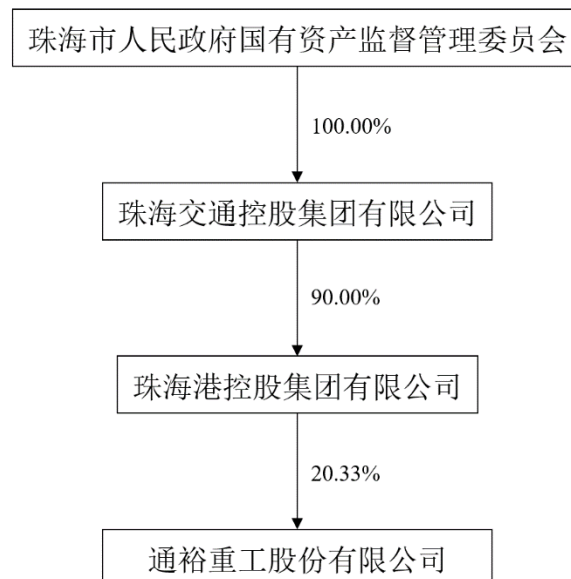 珠海市人民政府国有资产监督管理委员会
100.00%
珠海交通控股集团有限公司
90.00%
珠海港控股集团有限公司
20.33%
通裕重工股份有限公司